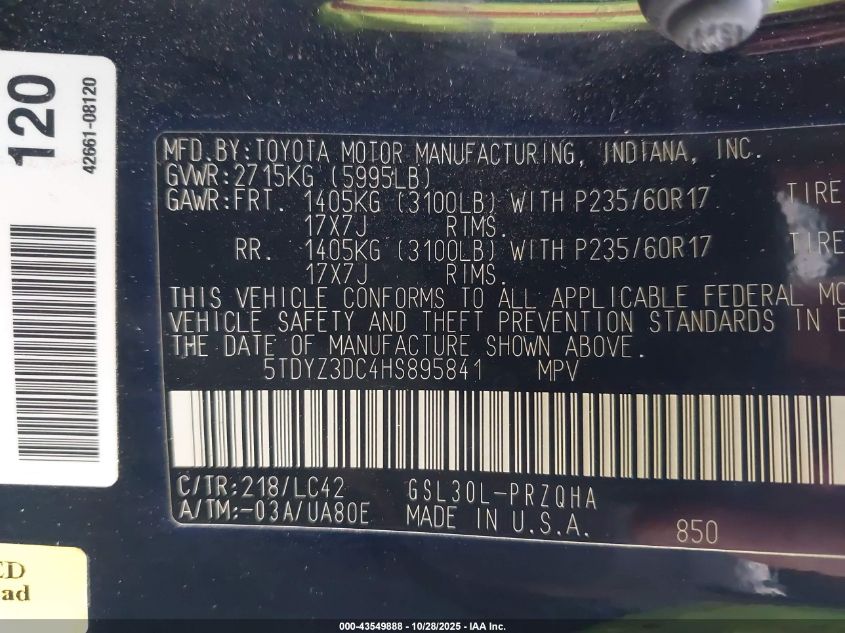 120
42661-08120
MFD.BY:TOYOTA MOTOR MANUFACTURING, INDIANA, INC.
GVWR:2715KG (5995LB)
GAWR:FRT. 1405KG (3100LB) WITH P235/60R17 TIRE
17X7J RIMS.
RR. 1405KG (3100LB) WITH P235/60R17 TIRE
17X7J RIMS.
THIS VEHICLE CONFORMS TO ALL APPLICABLE FEDERAL MO
VEHICLE SAFETY AND THEFT PREVENTION STANDARDS IN E
THE DATE OF MANUFACTURE SHOWN ABOVE.
5TDYZ3DC4HS895841 MPV
C/TR:218/LC42 GSL30L-PRZQHA
A/TM:-03A/UA80E MADE IN U.S.A.
850
ED
ad
000-43549888 - 10/28/2025 - IAA Inc.